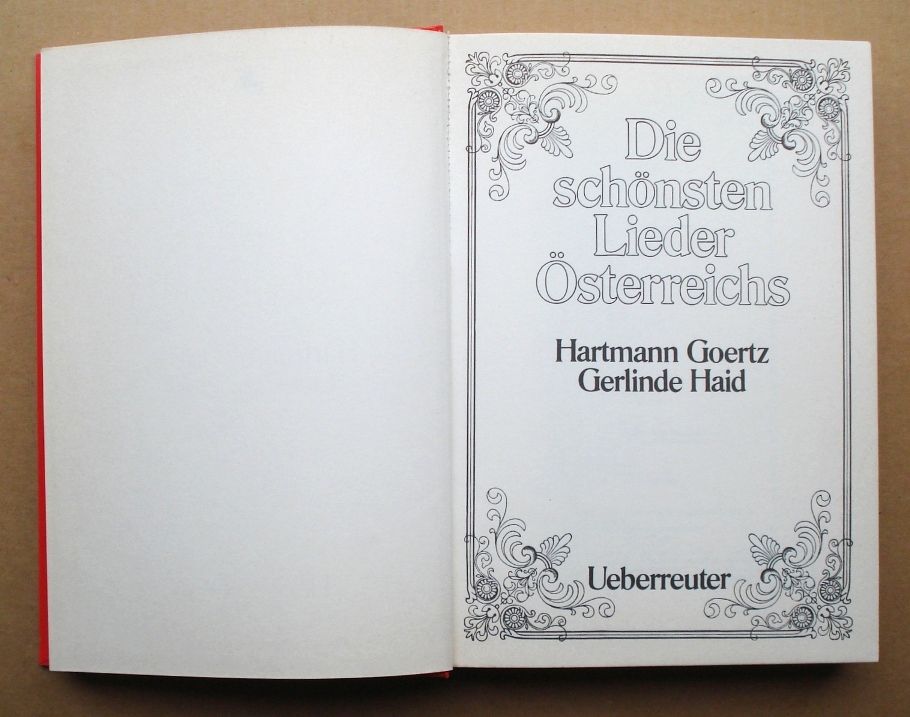 Die
schönsten
Lieder
Österreichs
Hartmann Goertz
Gerlinde Haid
Ueberreuter